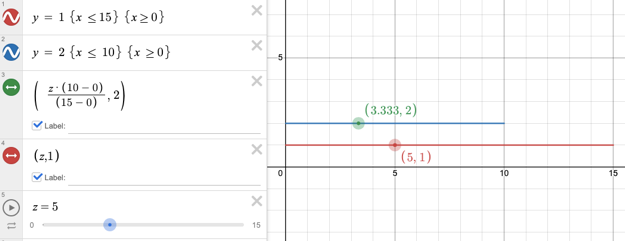 1
y = 1 {x ≤ 15} {x ≥ 0}
2
y = 2 {x ≤ 10} {x ≥ 0}
3
(z·(10−0)/(15−0), 2)
Label:
4
(z,1)
Label:
5
z = 5
0 15
5
(3.333, 2)
(5, 1)
0 5 10 15